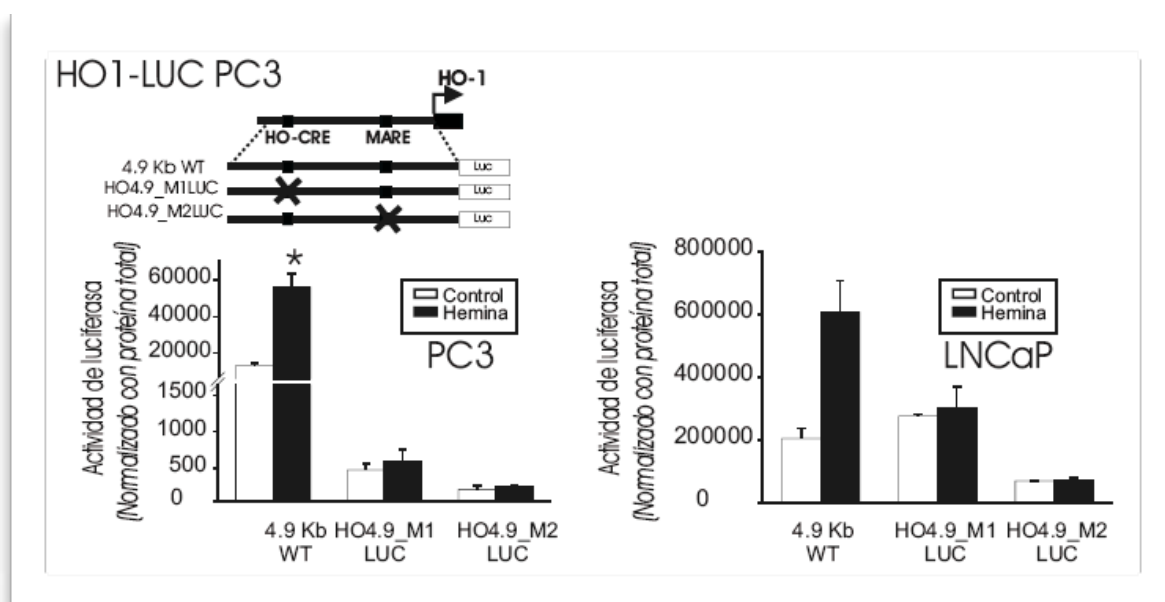 HO1-LUC PC3
HO-1
HO-CRE MARE
4.9 Kb WT Luc
HO4.9_M1LUC Luc
HO4.9_M2LUC Luc
Actividad de luciferasa
(Normalizado con proteína total)
60000
40000
20000
1500
1000
500
0
*
Control
Hemina
PC3
4.9 Kb HO4.9_M1 HO4.9_M2
WT LUC LUC
Actividad de luciferasa
(Normalizado con proteína total)
800000
600000
400000
200000
0
Control
Hemina
LNCaP
4.9 Kb HO4.9_M1 HO4.9_M2
WT LUC LUC